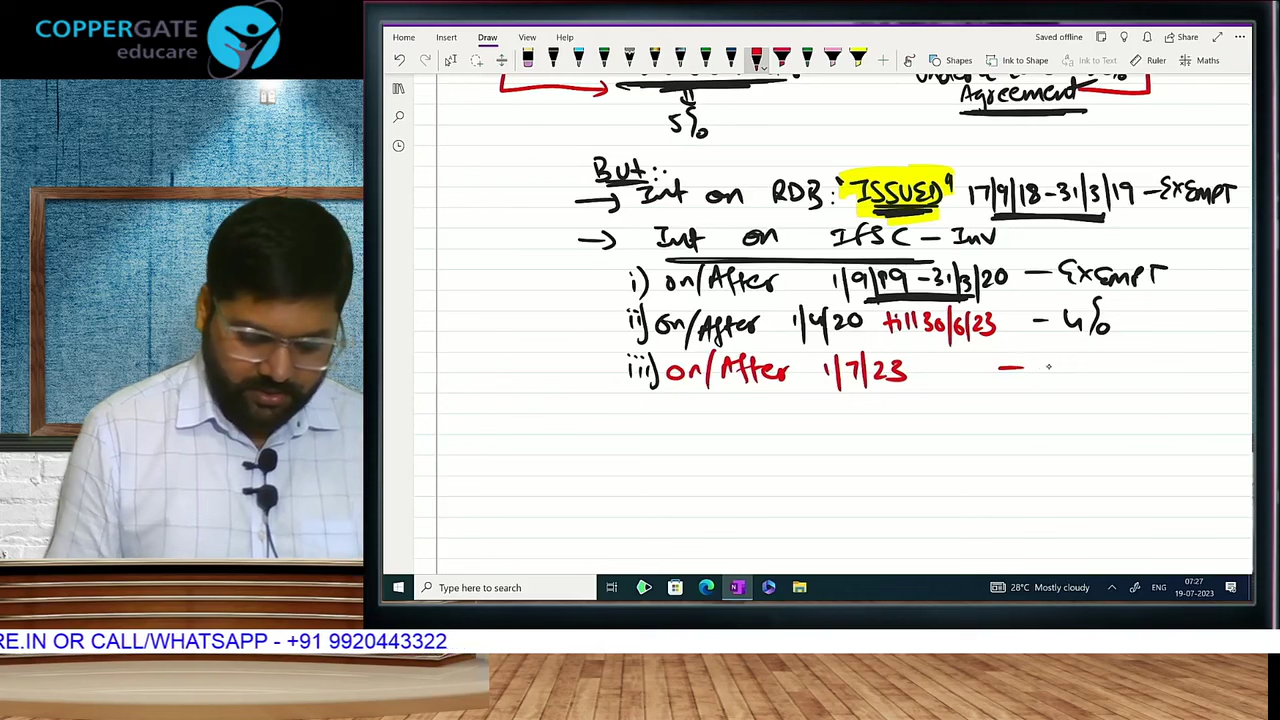 COPPERGATE
educare
Home Insert Draw View Help
Saved offline
Share
Shapes
Ink to Shape
Ink to Text
Ruler
Maths
Agreement
5%
But:
→ Int on RDB: "ISSUED" 17/9/18-31/3/19 - EXEMPT
→ Int on IFSC - Inv
i) on/After 1/9/19 - 31/3/20 - EXEMPT
ii) on/After 1/4/20 till 30/6/23 - 4%
iii) on/After 1/7/23 -
Type here to search
28°C Mostly cloudy
ENG
07:27
19-07-2023
RE.IN OR CALL/WHATSAPP - +91 9920443322